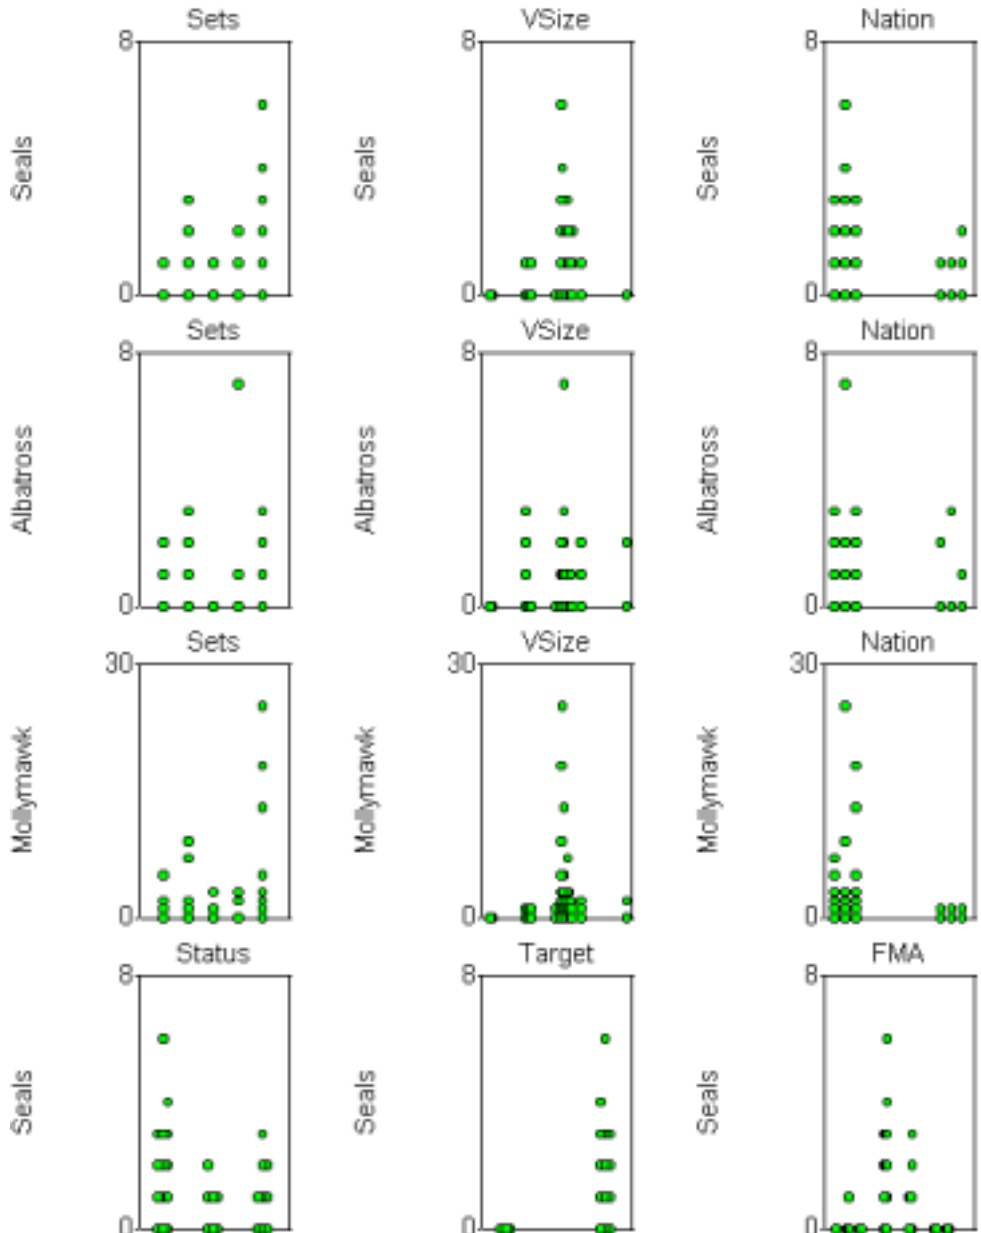 Sets VSize Nation
8 8 8
Seals Seals Seals
0 0 0
Sets VSize Nation
8 8 8
Albatross Albatross Albatross
0 0 0
Sets VSize Nation
30 30 30
Mollymawk Mollymawk Mollymawk
0 0 0
Status Target FMA
8 8 8
Seals Seals Seals
0 0 0